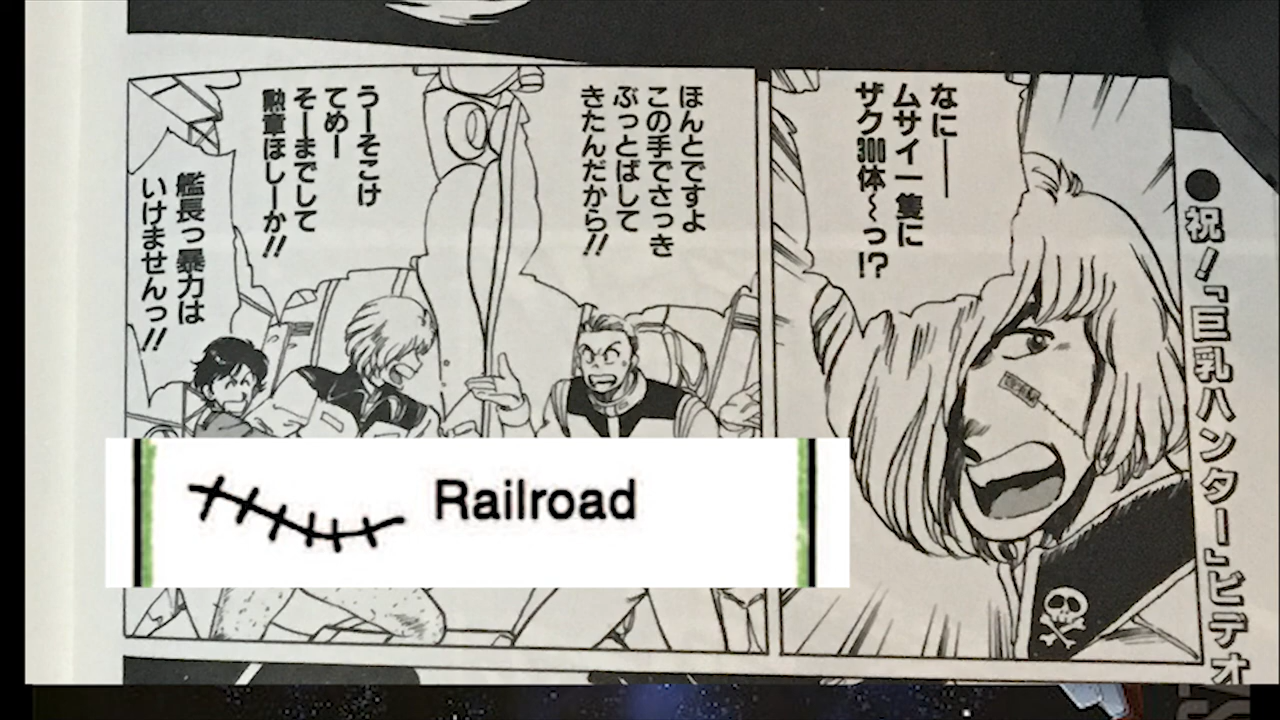 ●祝！「巨乳ハンター」ビデオ
なに――
ムサイ一隻に
ザク300体～っ
!?
ほんとですよ
この手でさっき
ぶっとばして
きたんだから!!
うーそこけ
てめー
そーまでして
勲章ほしーか!!
艦長っ暴力は
いけませんっ!!
Railroad